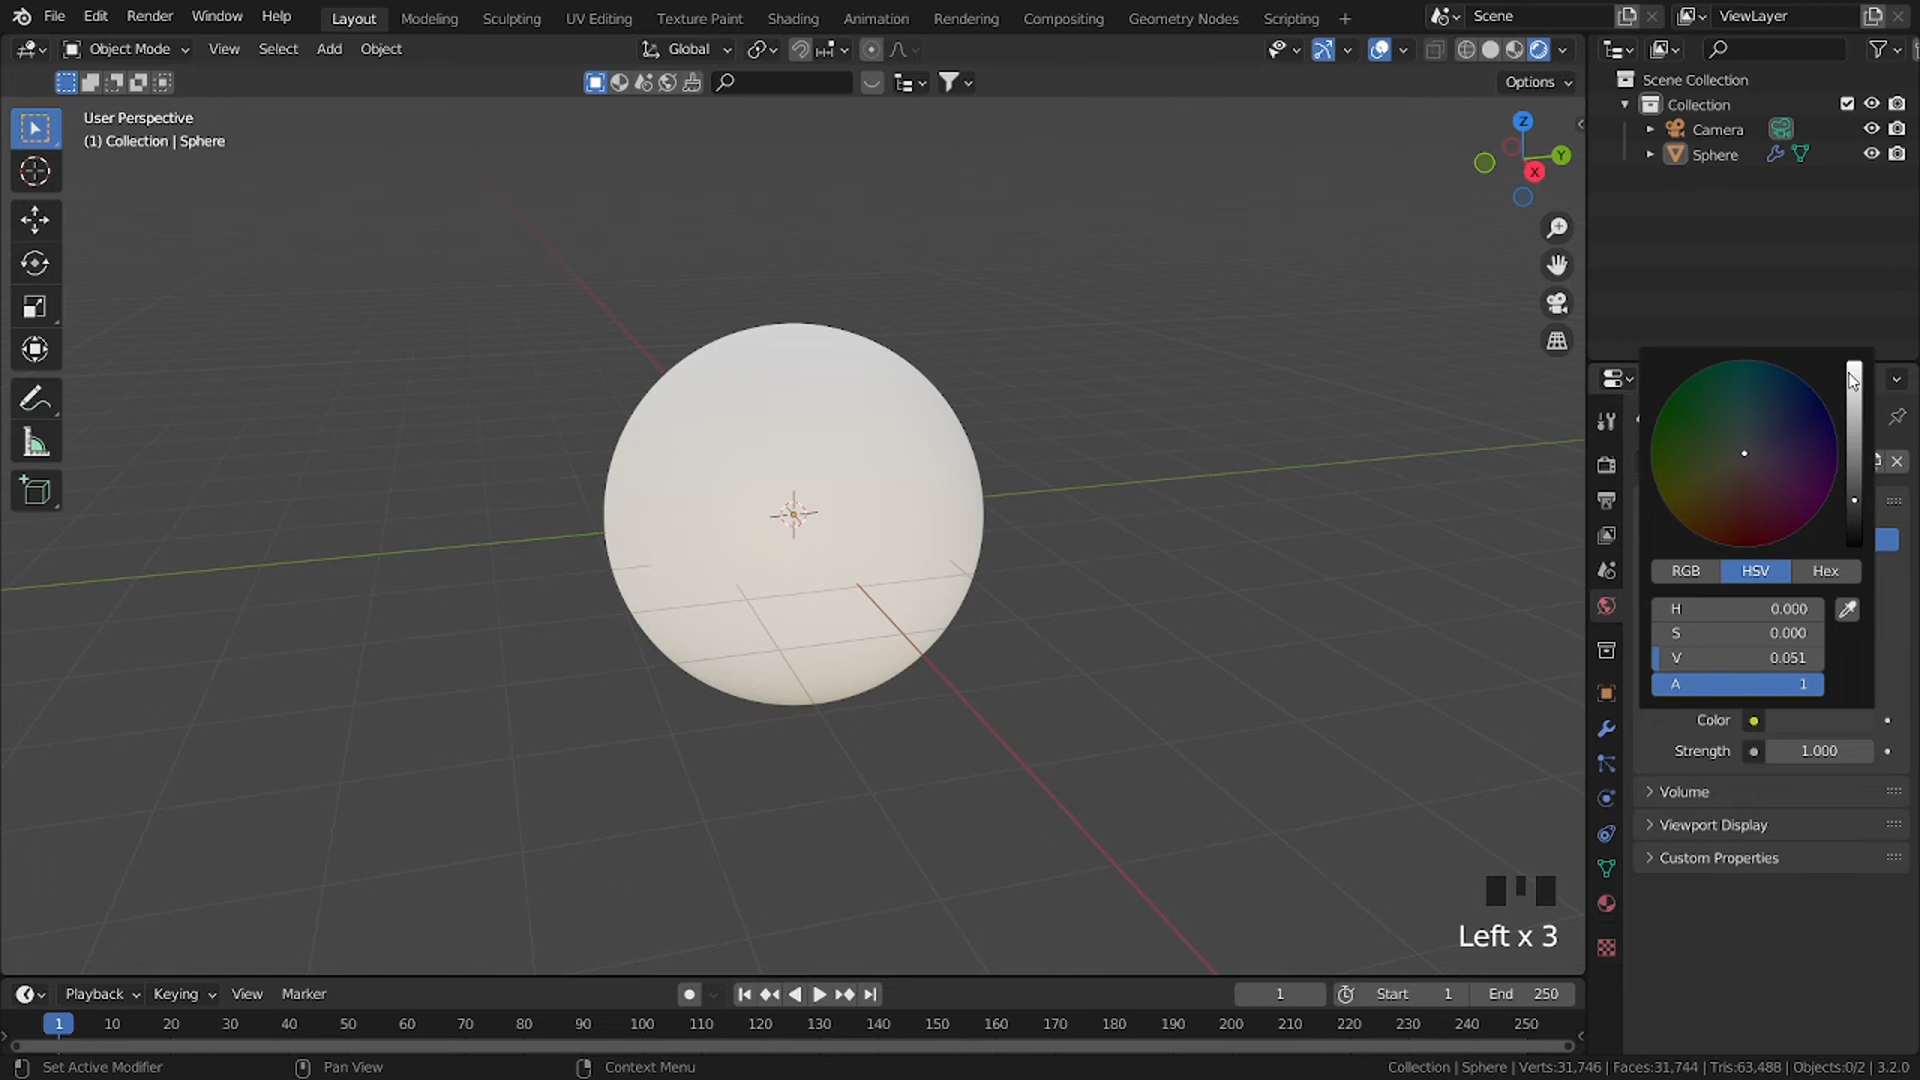 File Edit Render Window Help Layout Modeling Sculpting UV Editing Texture Paint Shading Animation Rendering Compositing Geometry Nodes Scripting + Scene ViewLayer
Object Mode View Select Add Object Global
Options
User Perspective
(1) Collection | Sphere
Z
Y
X
Scene Collection
Collection
Camera
Sphere
RGB HSV Hex
H 0.000
S 0.000
V 0.051
A 1
Color
Strength 1.000
Volume
Viewport Display
Custom Properties
Left x 3
Playback Keying View Marker 1 Start 1 End 250
1 10 20 30 40 50 60 70 80 90 100 110 120 130 140 150 160 170 180 190 200 210 220 230 240 250
Set Active Modifier Pan View Context Menu Collection | Sphere | Verts:31,746 | Faces:31,744 | Tris:63,488 | Objects:0/2 | 3.2.0